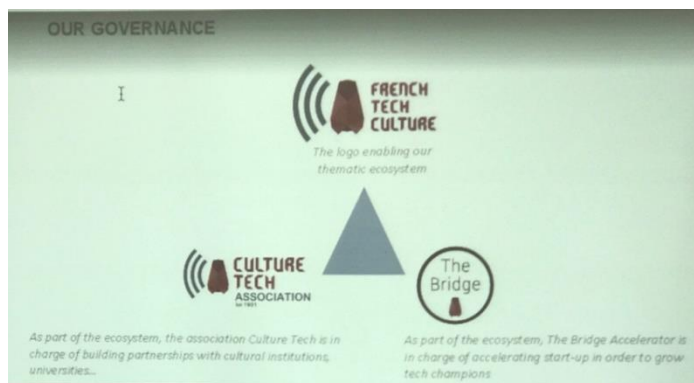 OUR GOVERNANCE
FRENCH
TECH
CULTURE
The logo enabling our
thematic ecosystem
CULTURE
TECH
ASSOCIATION
The
Bridge
As part of the ecosystem, the association Culture Tech is in
charge of building partnerships with cultural institutions,
universities...
As part of the ecosystem, The Bridge Accelerator is
in charge of accelerating start-up in order to grow
tech champions